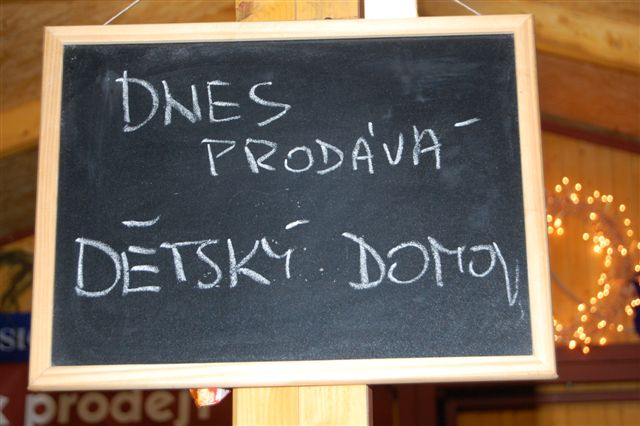 DNES
PRODÁVÁ
DĚTSKÝ DOMOV
k prodej